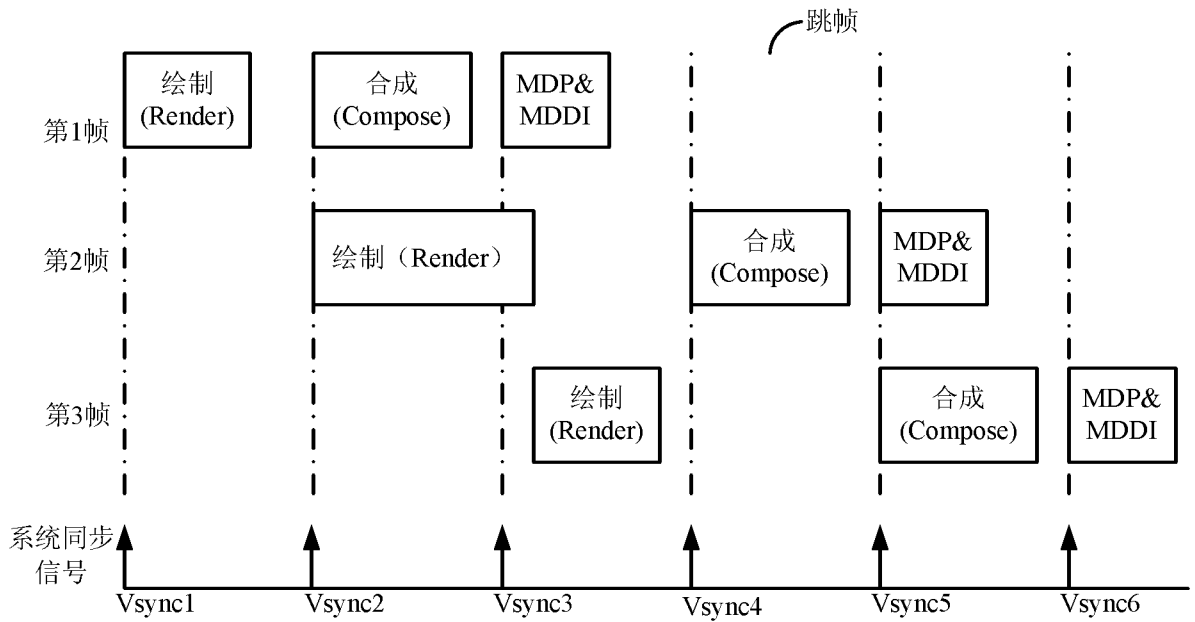 跳帧
绘制
(Render)
合成
(Compose)
MDP&
MDDI
第1帧
绘制（Render）
合成
(Compose)
MDP&
MDDI
第2帧
绘制
(Render)
合成
(Compose)
MDP&
MDDI
第3帧
系统同步
信号
Vsync1
Vsync2
Vsync3
Vsync4
Vsync5
Vsync6